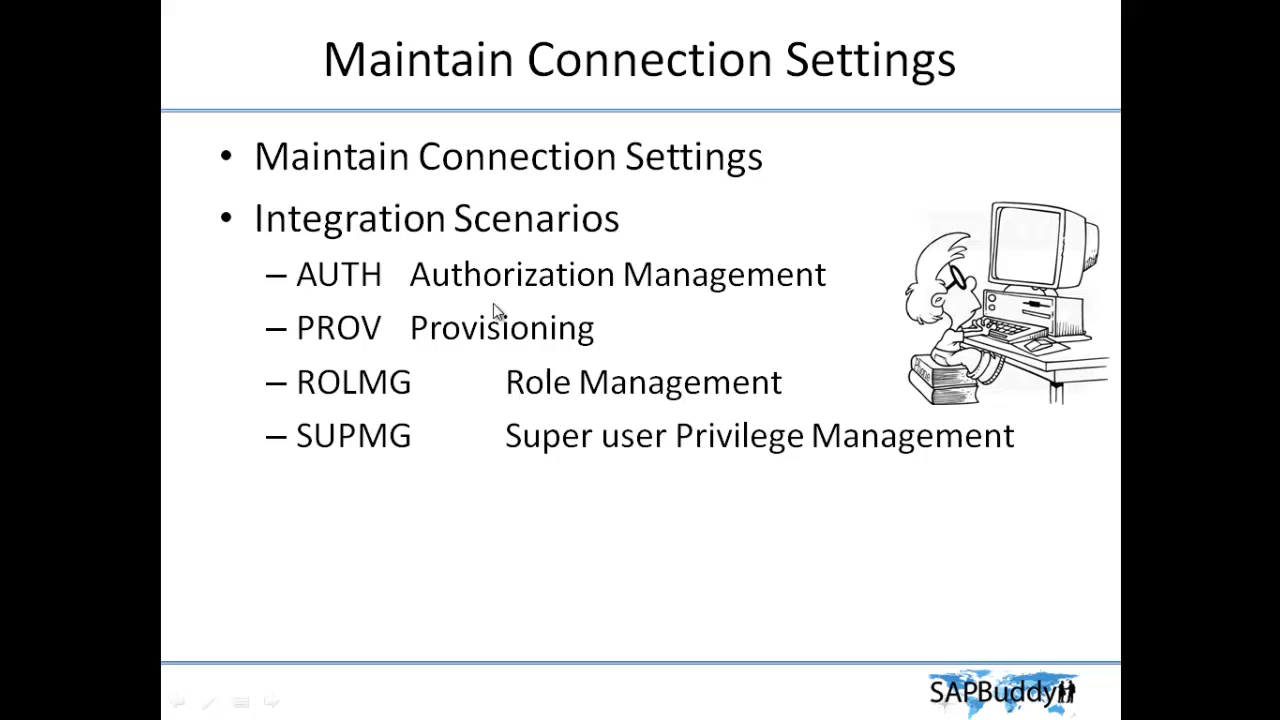 Maintain Connection Settings
• Maintain Connection Settings
• Integration Scenarios
– AUTH Authorization Management
– PROV Provisioning
– ROLMG Role Management
– SUPMG Super user Privilege Management
SAPBuddy